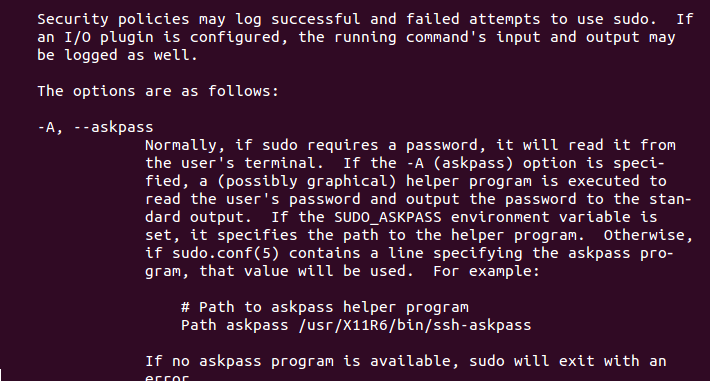 Security policies may log successful and failed attempts to use sudo.  If
an I/O plugin is configured, the running command's input and output may
be logged as well.
The options are as follows:
-A, --askpass
Normally, if sudo requires a password, it will read it from
the user's terminal.  If the -A (askpass) option is speci-
fied, a (possibly graphical) helper program is executed to
read the user's password and output the password to the stan-
dard output.  If the SUDO_ASKPASS environment variable is
set, it specifies the path to the helper program.  Otherwise,
if sudo.conf(5) contains a line specifying the askpass pro-
gram, that value will be used.  For example:
# Path to askpass helper program
Path askpass /usr/X11R6/bin/ssh-askpass
If no askpass program is available, sudo will exit with an
error.